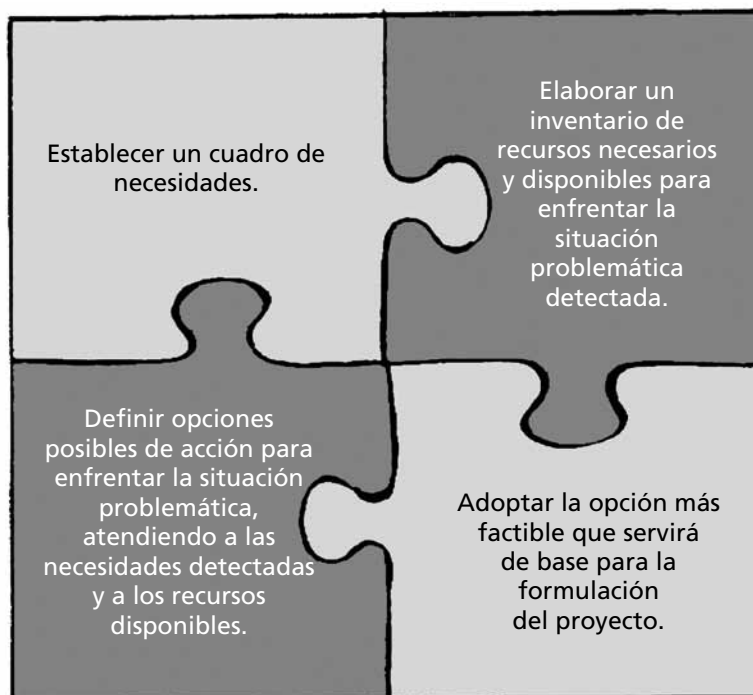 Establecer un cuadro de
necesidades.
Elaborar un
inventario de
recursos necesarios
y disponibles para
enfrentar la
situación
problemática
detectada.
Definir opciones
posibles de acción para
enfrentar la situación
problemática,
atendiendo a las
necesidades detectadas
y a los recursos
disponibles.
Adoptar la opción más
factible que servirá
de base para la
formulación
del proyecto.